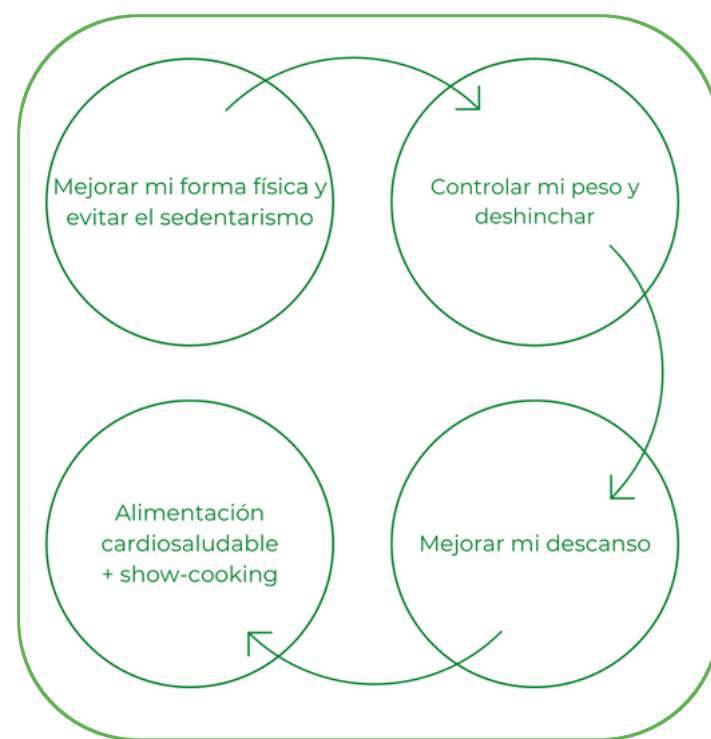 Mejorar mi forma física y
evitar el sedentarismo
Controlar mi peso y
deshinchar
Mejorar mi descanso
Alimentación
cardiosaludable
+ show-cooking